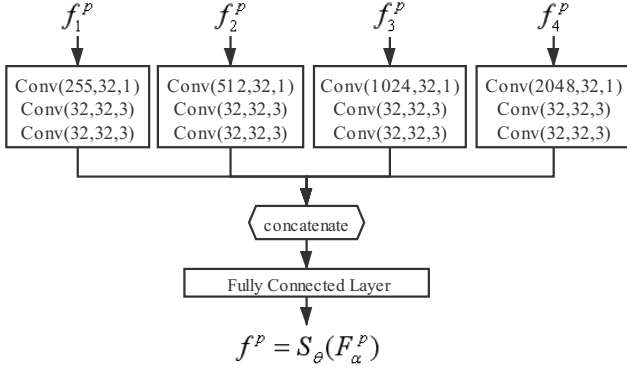 f_1^p f_2^p f_3^p f_4^p
Conv(255,32,1) Conv(512,32,1) Conv(1024,32,1) Conv(2048,32,1)
Conv(32,32,3) Conv(32,32,3) Conv(32,32,3) Conv(32,32,3)
Conv(32,32,3) Conv(32,32,3) Conv(32,32,3) Conv(32,32,3)
concatenate
Fully Connected Layer
f^p = S_θ(F_α^p)